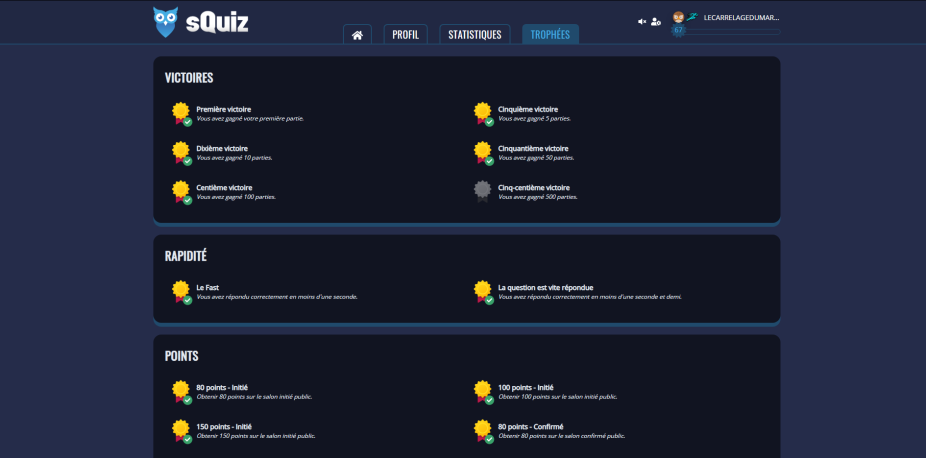 sQuiz
PROFIL
STATISTIQUES
TROPHÉES
LECARRELAGEDUMAR...
67
VICTOIRES
Première victoire
Vous avez gagné votre première partie.
Cinquième victoire
Vous avez gagné 5 parties.
Dixième victoire
Vous avez gagné 10 parties.
Cinquantième victoire
Vous avez gagné 50 parties.
Centième victoire
Vous avez gagné 100 parties.
Cinq-centième victoire
Vous avez gagné 500 parties.
RAPIDITÉ
Le Fast
Vous avez répondu correctement en moins d'une seconde.
La question est vite répondue
Vous avez répondu correctement en moins d'une seconde et demi.
POINTS
80 points - Initié
Obtenir 80 points sur le salon initié public.
100 points - Initié
Obtenir 100 points sur le salon initié public.
150 points - Initié
Obtenir 150 points sur le salon initié public.
80 points - Confirmé
Obtenir 80 points sur le salon confirmé public.